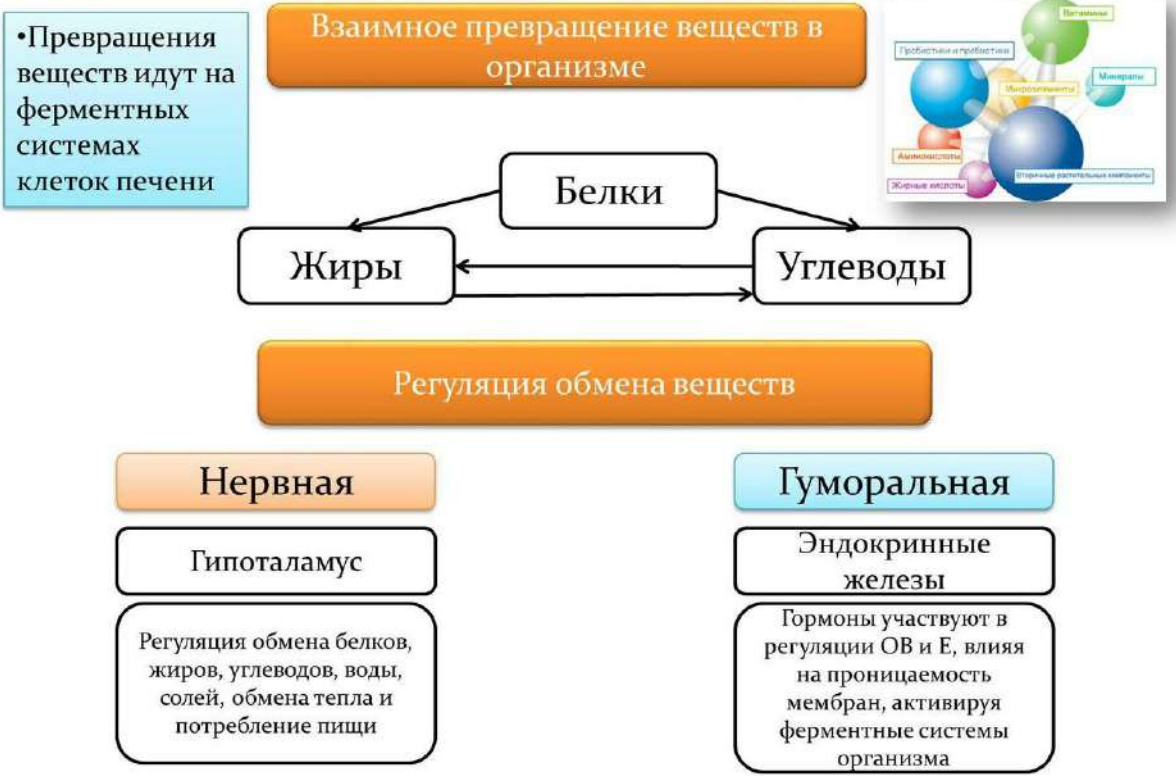 •Превращения
веществ идут на
ферментных
системах
клеток печени
Взаимное превращение веществ в
организме
Витамины
Пробиотики и пребиотики
Минералы
Микроэлементы
Аминокислоты
Вторичные растительные компоненты
Жирные кислоты
Белки
Жиры
Углеводы
Регуляция обмена веществ
Нервная
Гипоталамус
Регуляция обмена белков,
жиров, углеводов, воды,
солей, обмена тепла и
потребление пищи
Гуморальная
Эндокринные
железы
Гормоны участвуют в
регуляции ОВ и Е, влияя
на проницаемость
мембран, активируя
ферментные системы
организма